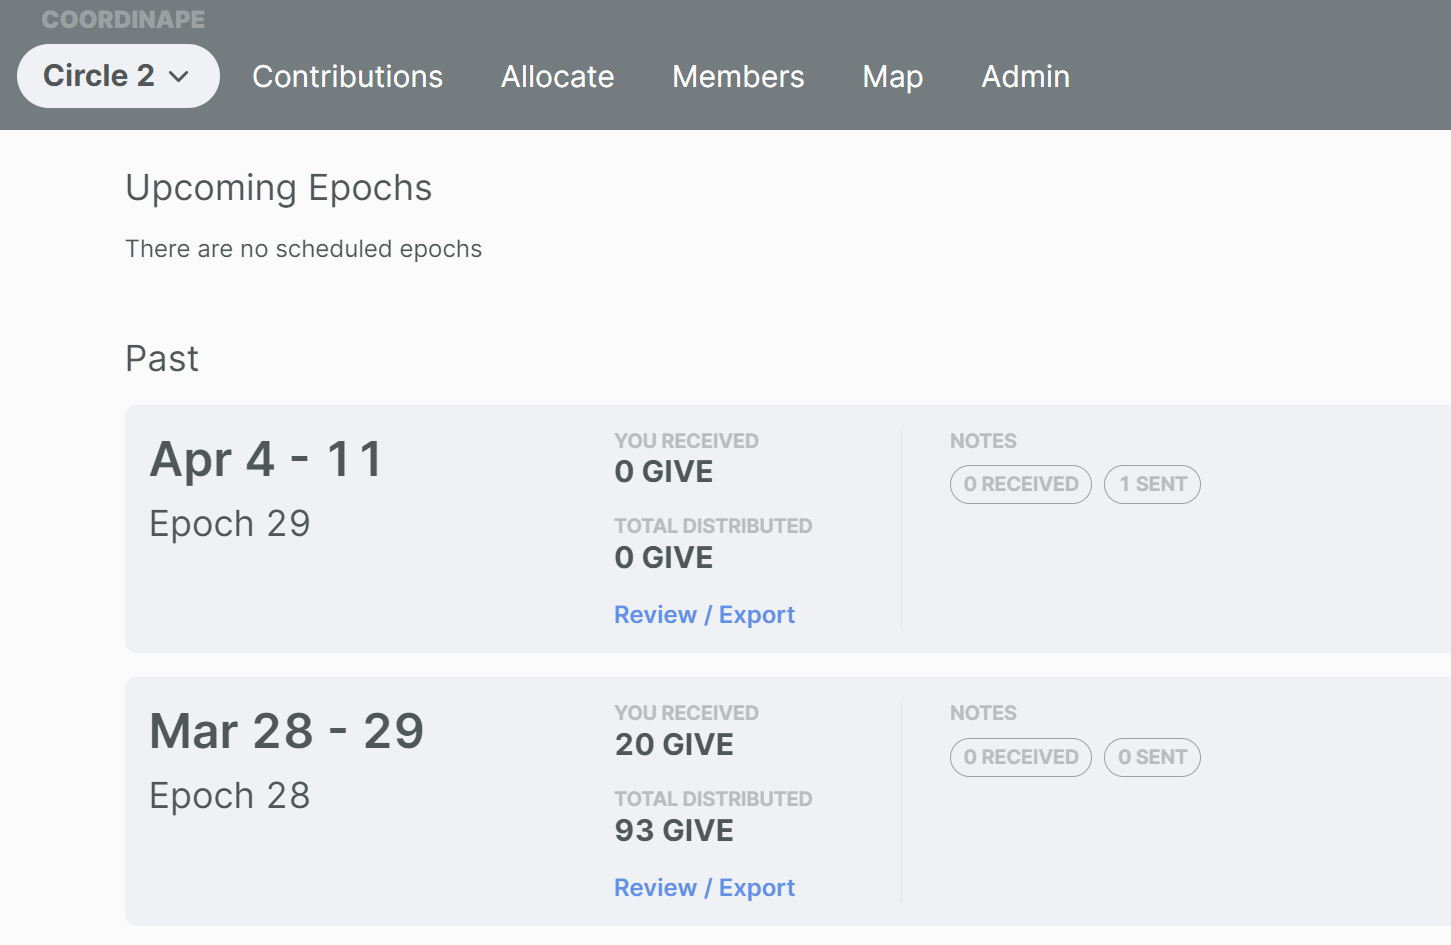 COORDINAPE
Circle 2 Contributions Allocate Members Map Admin
Upcoming Epochs
There are no scheduled epochs
Past
Apr 4 - 11
Epoch 29
YOU RECEIVED
0 GIVE
TOTAL DISTRIBUTED
0 GIVE
Review / Export
NOTES
0 RECEIVED 1 SENT
Mar 28 - 29
Epoch 28
YOU RECEIVED
20 GIVE
TOTAL DISTRIBUTED
93 GIVE
Review / Export
NOTES
0 RECEIVED 0 SENT